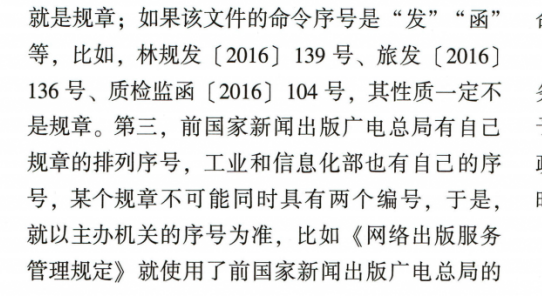 就是规章；如果该文件的命令序号是“发”“函”
等，比如，林规发〔2016〕139 号、旅发〔2016〕
136 号、质检监函〔2016〕104 号，其性质一定不
是规章。第三，前国家新闻出版广电总局有自己
规章的排列序号，工业和信息化部也有自己的序
号，某个规章不可能同时具有两个编号，于是，
就以主办机关的序号为准，比如《网络出版服务
管理规定》就使用了前国家新闻出版广电总局的